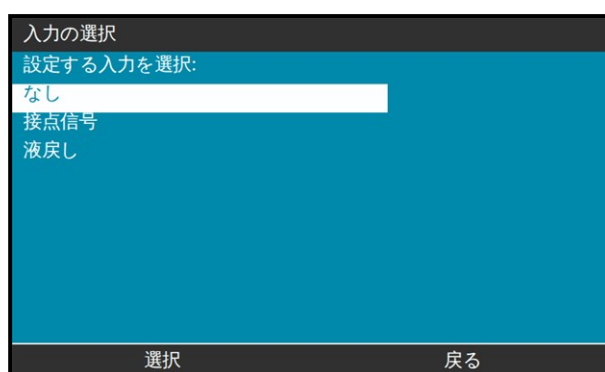 入力の選択
設定する入力を選択:
なし
接点信号
液戻し
選択
戻る